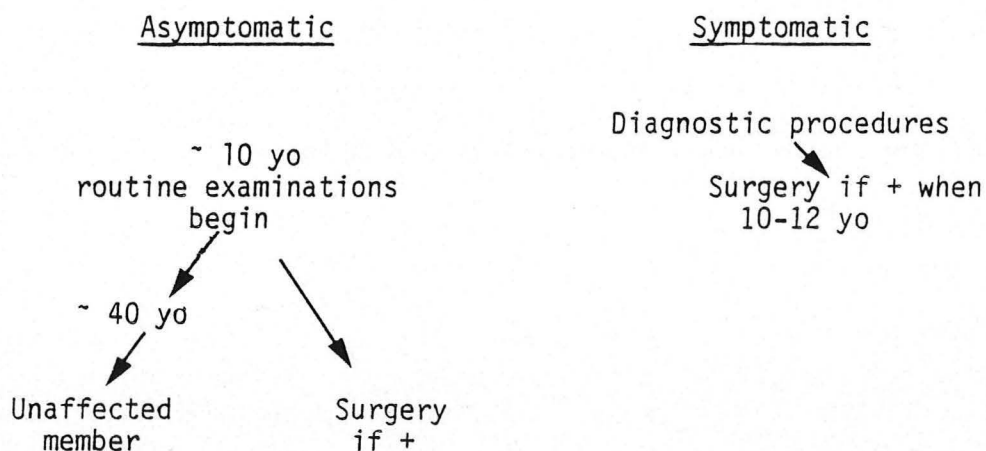 Asymptomatic
~ 10 yo
routine examinations
begin
~ 40 yo
Unaffected
member
Surgery
if +
Symptomatic
Diagnostic procedures
Surgery if + when
10-12 yo